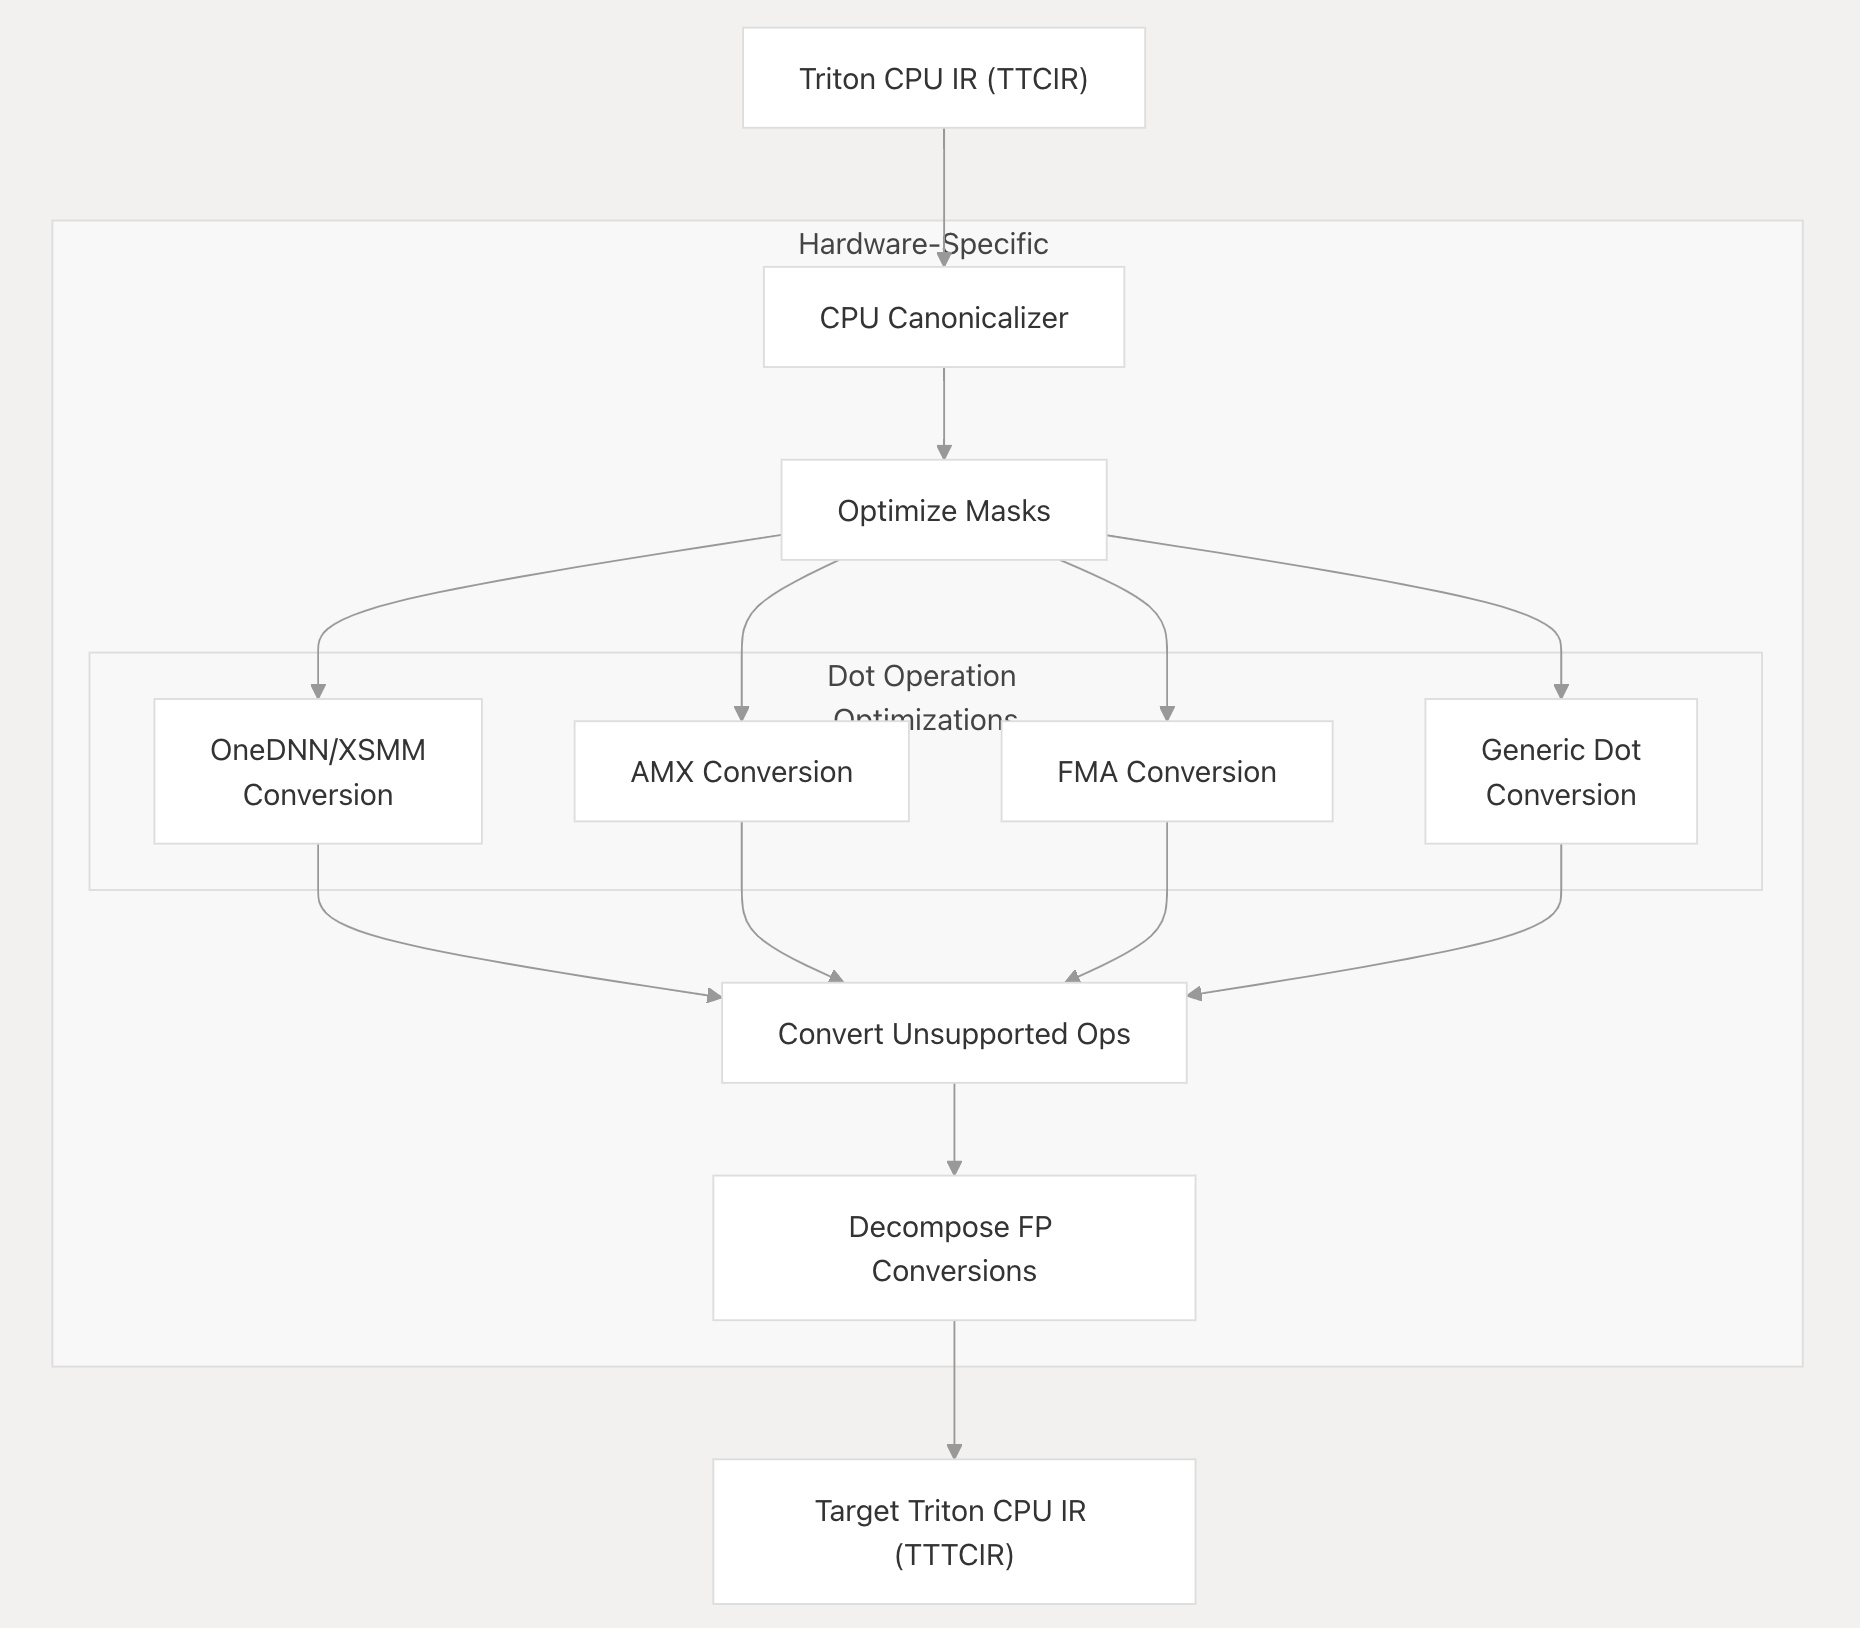 Triton CPU IR (TTCIR)
Hardware-Specific
CPU Canonicalizer
Optimize Masks
Dot Operation
Optimizations
OneDNN/XSMM
Conversion
AMX Conversion
FMA Conversion
Generic Dot
Conversion
Convert Unsupported Ops
Decompose FP
Conversions
Target Triton CPU IR
(TTTCIR)